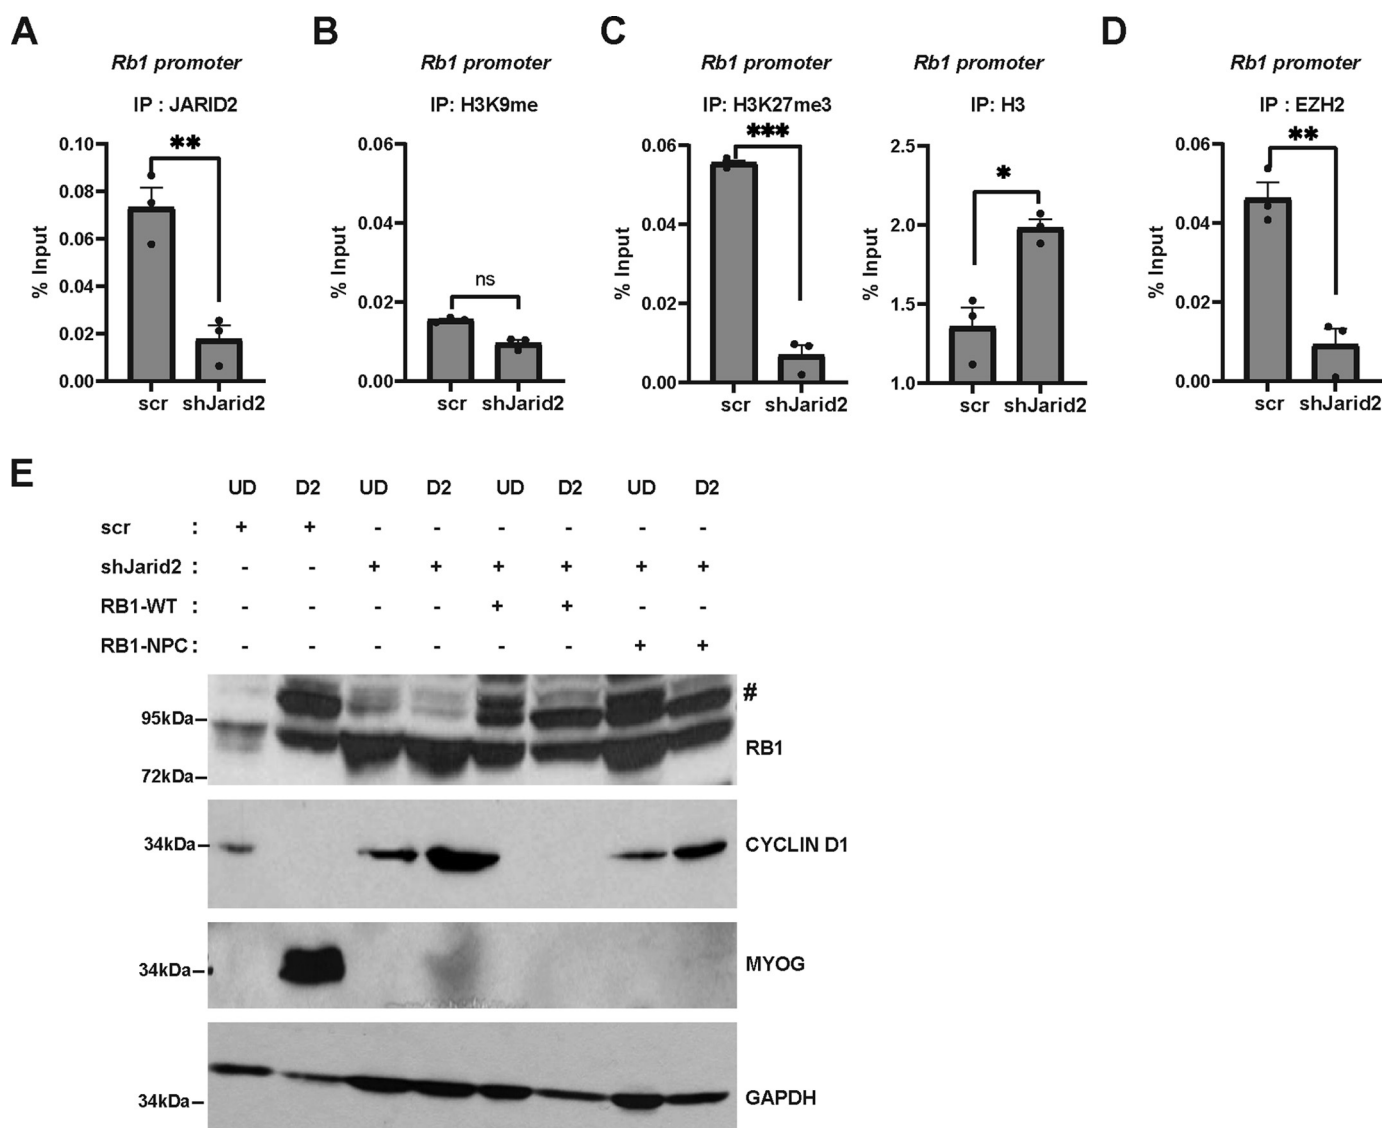 A
Rb1 promoter
IP : JARID2
**
% Input
0.10
0.08
0.06
0.04
0.02
0.00
scr shJarid2
B
Rb1 promoter
IP: H3K9me
ns
% Input
0.06
0.04
0.02
0.00
scr shJarid2
C
Rb1 promoter
IP: H3K27me3
***
% Input
0.06
0.04
0.02
0.00
scr shJarid2
Rb1 promoter
IP: H3
*
% Input
2.5
2.0
1.5
1.0
scr shJarid2
D
Rb1 promoter
IP : EZH2
**
% Input
0.06
0.04
0.02
0.00
scr shJarid2
E
UD D2 UD D2 UD D2 UD D2
scr : + + - - - - - -
shJarid2 : - - + + + + + +
RB1-WT : - - - - + + - -
RB1-NPC : - - - - - - + +
#
95kDa
RB1
72kDa
34kDa CYCLIN D1
34kDa MYOG
34kDa GAPDH